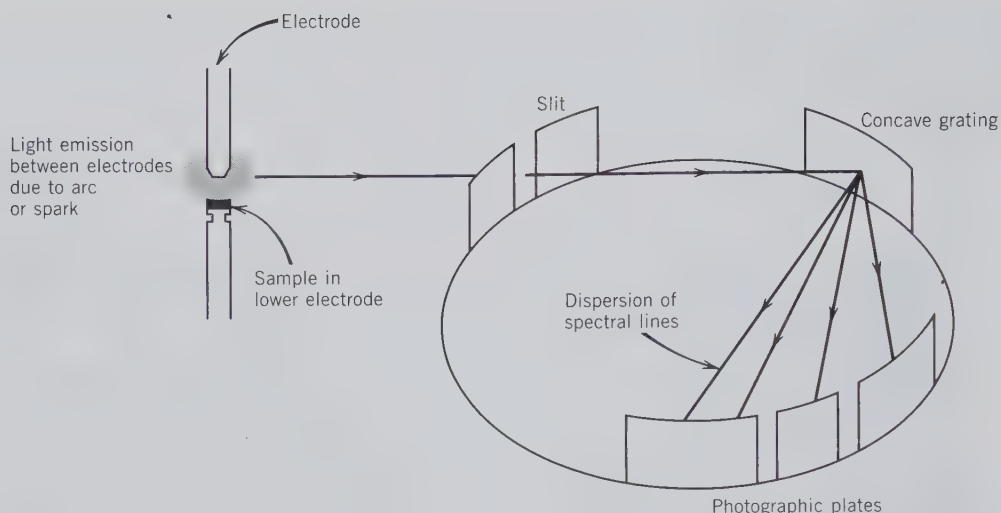 Electrode
Slit
Concave grating
Light emission
between electrodes
due to arc
or spark
Sample in
lower electrode
Dispersion of
spectral lines
Photographic plates